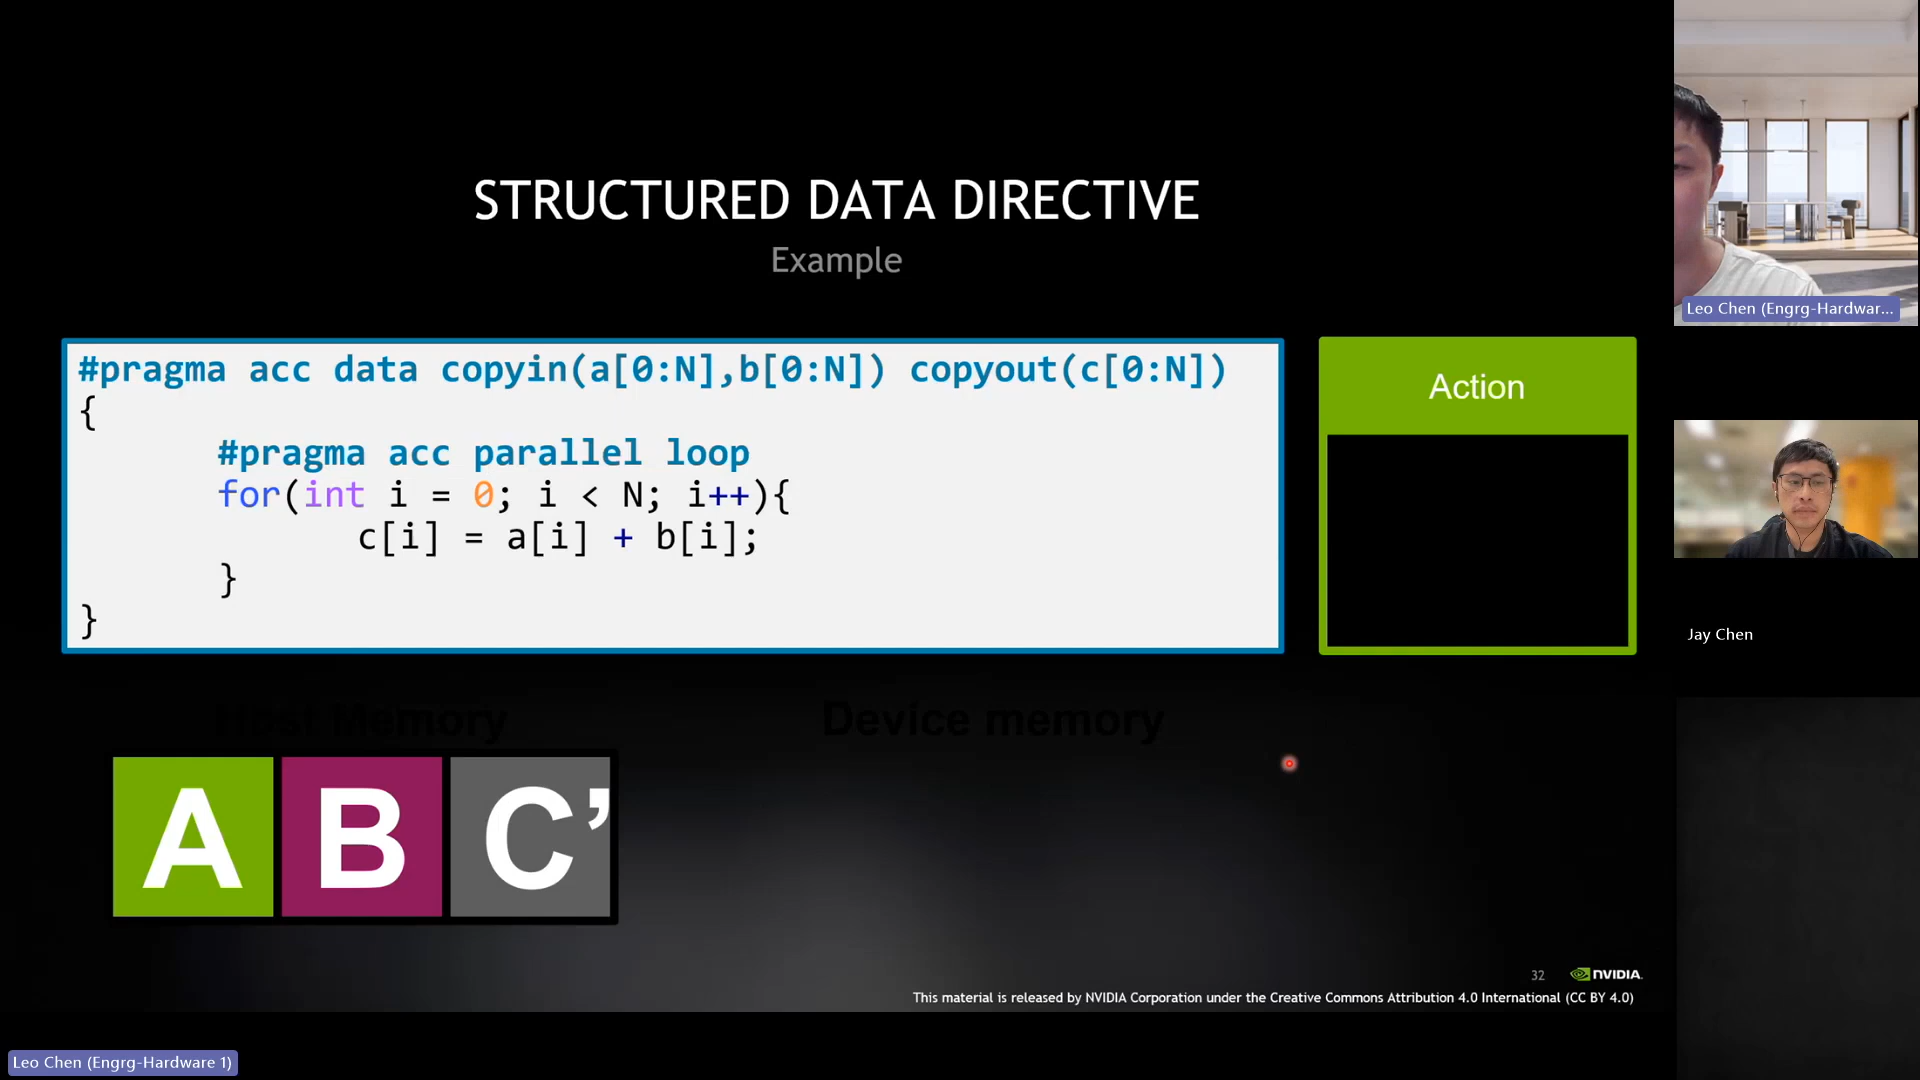 STRUCTURED DATA DIRECTIVE
Example
#pragma acc data copyin(a[0:N],b[0:N]) copyout(c[0:N])
{
#pragma acc parallel loop
for(int i = 0; i < N; i++){
c[i] = a[i] + b[i];
}
}
Action
Host Memory
Device memory
A B C’
32
NVIDIA.
This material is released by NVIDIA Corporation under the Creative Commons Attribution 4.0 International (CC BY 4.0)
Leo Chen (Engrg-Hardwar...
Jay Chen
Leo Chen (Engrg-Hardware 1)